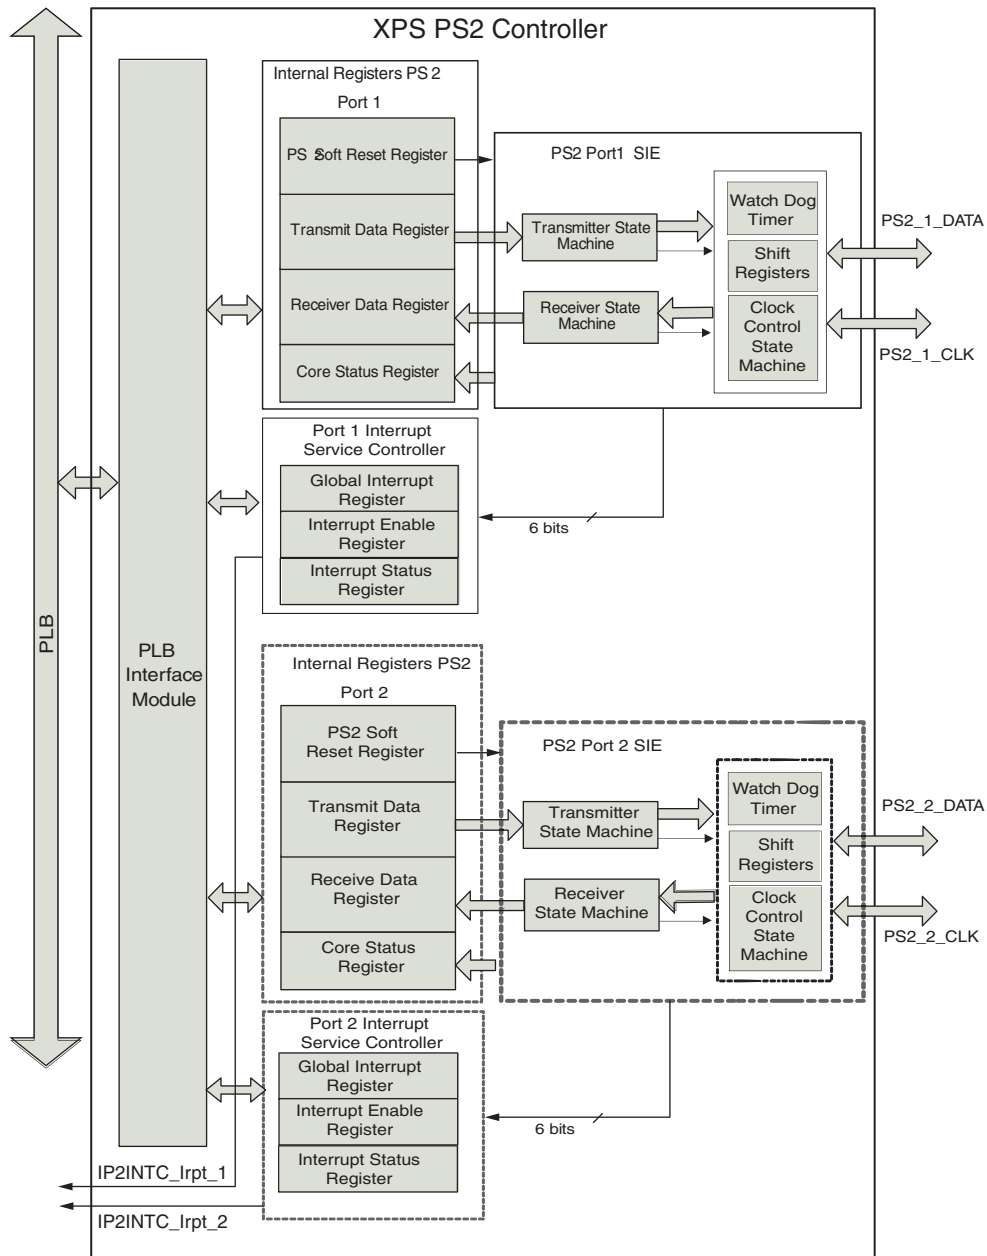 XPS PS2 Controller
Internal Registers PS 2
Port 1
PS 2Soft Reset Register
Transmit Data Register
Receiver Data Register
Core Status Register
PS2 Port1 SIE
Transmitter State
Machine
Receiver State
Machine
Watch Dog
Timer
Shift
Registers
Clock
Control
State
Machine
PS2_1_DATA
PS2_1_CLK
Port 1 Interrupt
Service Controller
Global Interrupt
Register
Interrupt Enable
Register
Interrupt Status
Register
6 bits
PLB
PLB
Interface
Module
Internal Registers PS2
Port 2
PS2 Soft
Reset Register
Transmit Data
Register
Receive Data
Register
Core Status
Register
PS2 Port 2 SIE
Transmitter
State Machine
Receiver
State Machine
Watch Dog
Timer
Shift
Registers
Clock
Control
State
Machine
PS2_2_DATA
PS2_2_CLK
Port 2 Interrupt
Service Controller
Global Interrupt
Register
Interrupt Enable
Register
Interrupt Status
Register
6 bits
IP2INTC_Irpt_1
IP2INTC_Irpt_2